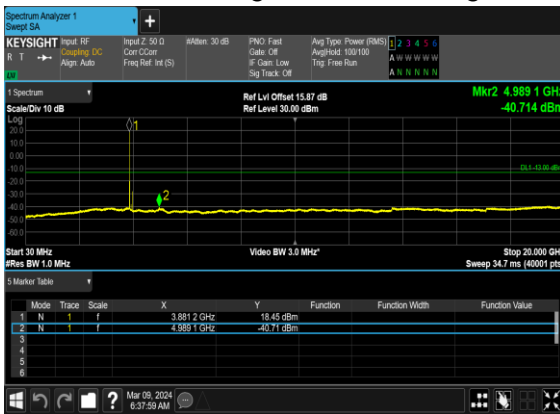 Spectrum Analyzer 1
Swept SA
+
KEYSIGHT Input: RF Input Z: 50 Ω #Atten: 30 dB PNO: Fast Avg Type: Power (RMS) 1 2 3 4 5 6
R T Coupling: DC Corr CCorr Gate: Off Avg|Hold: 100/100 A W W W W W
Align: Auto Freq Ref: Int (S) IF Gain: Low Trig: Free Run
Sig Track: Off A N N N N N
1 Spectrum Ref Lvl Offset 15.87 dB Mkr2 4.989 1 GHz
Scale/Div 10 dB Ref Level 30.00 dBm -40.714 dBm
Log
20.0
10.0
0.00
-10.0
-20.0
-30.0
-40.0
-50.0
-60.0
1
2
DL1 -13.00 dBm
Start 30 MHz Video BW 3.0 MHz* Stop 20.000 GHz
#Res BW 1.0 MHz Sweep 34.7 ms (40001 pts
5 Marker Table
Mode Trace Scale X Y Function Function Width Function Value
1 N 1 f 3.881 2 GHz 18.45 dBm
2 N 1 f 4.989 1 GHz -40.71 dBm
3
4
5
6
? Mar 09, 2024
6:37:59 AM